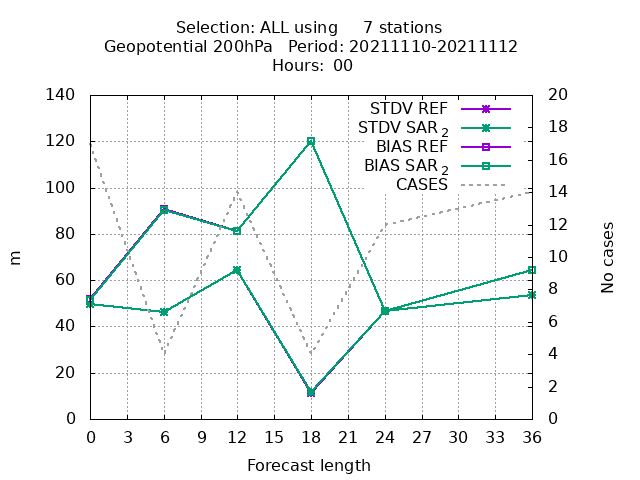 Selection: ALL using     7 stations
Geopotential 200hPa   Period: 20211110-20211112
Hours:  00
140 20
120 18
100 16
80 14
60 12
40 10
20 8
0 6
4
2
0
STDV REF
STDV SAR 2
BIAS REF
BIAS SAR 2
CASES
m
No cases
0 3 6 9 12 15 18 21 24 27 30 33 36
Forecast length